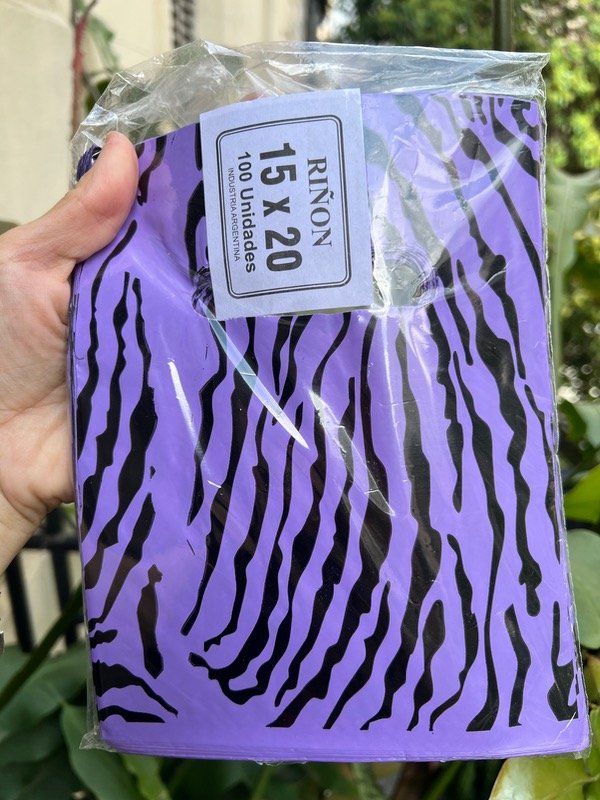 RIÑON
15 x 20
100 Unidades
INDUSTRIA ARGENTINA